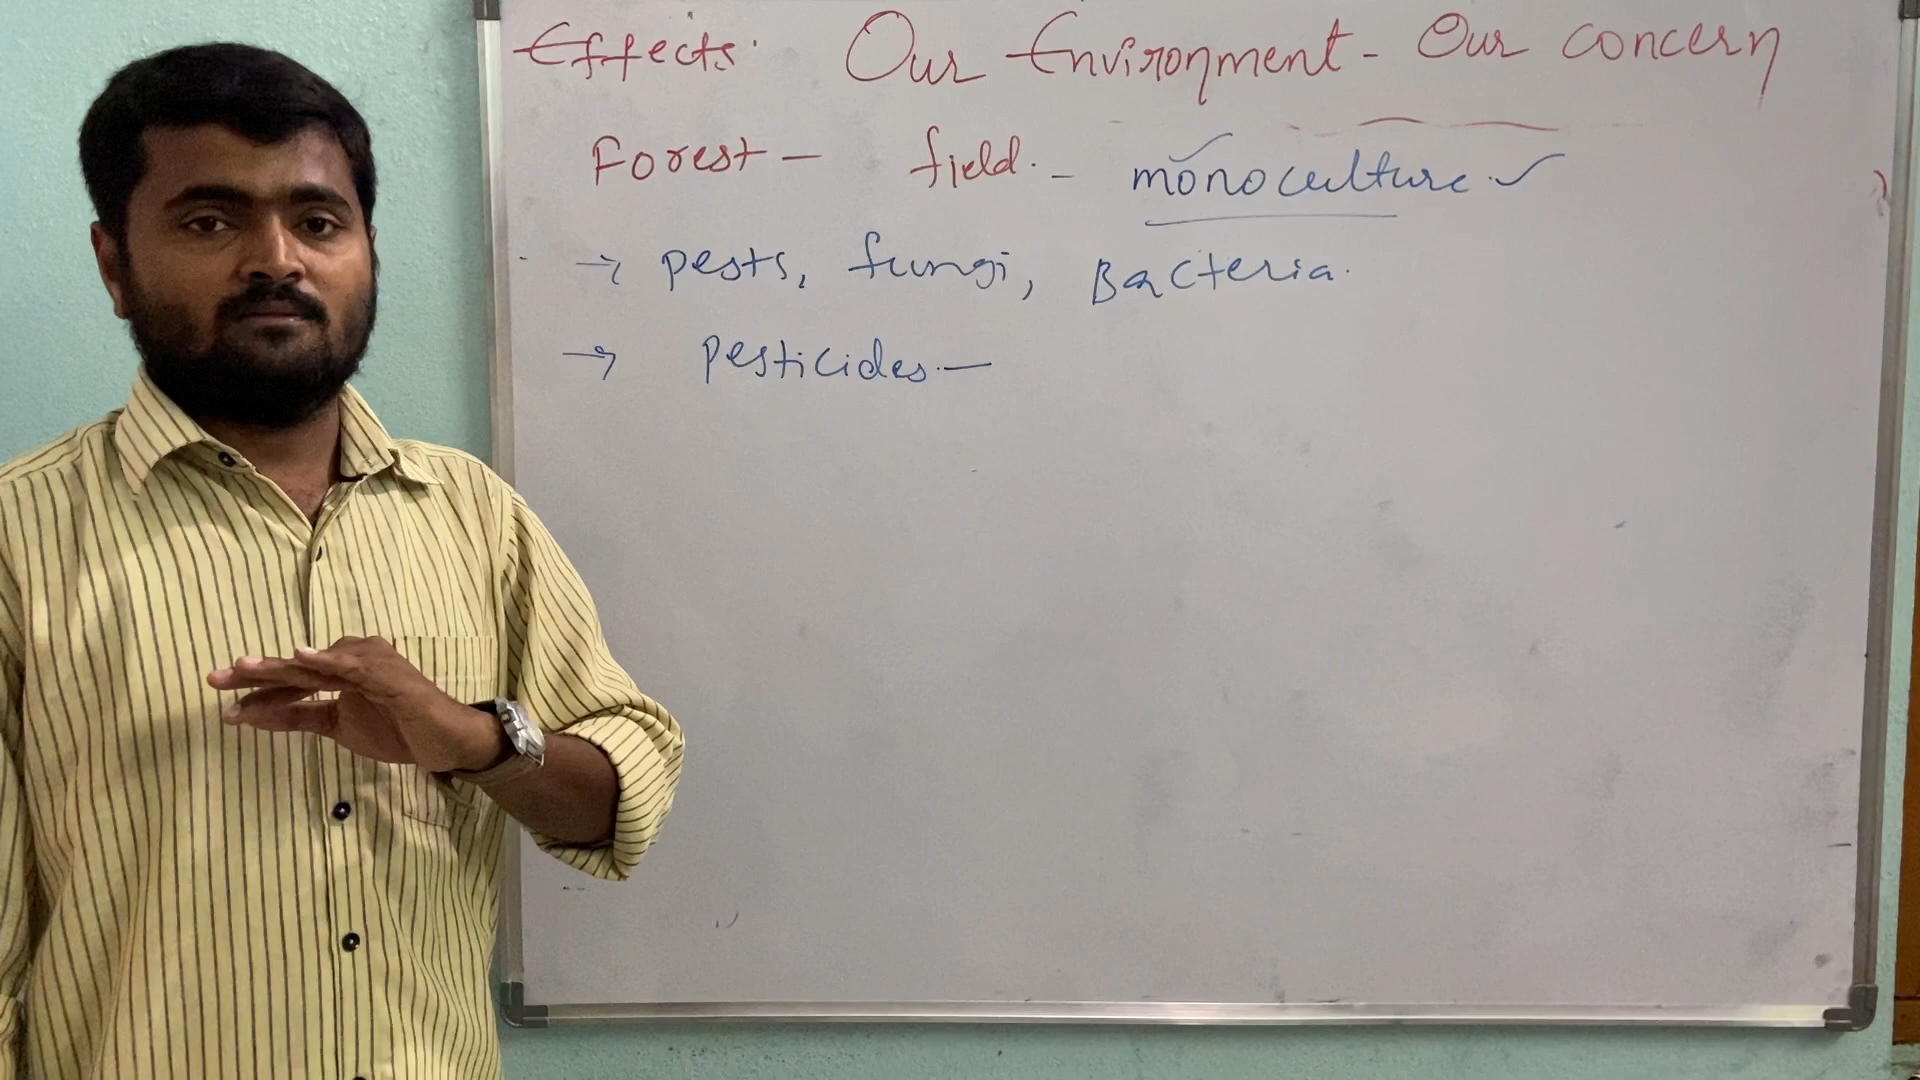 Effects. Our Environment - Our concern
Forest - field. - monoculture.
→ pests, fungi, Bacteria.
→ pesticides. -